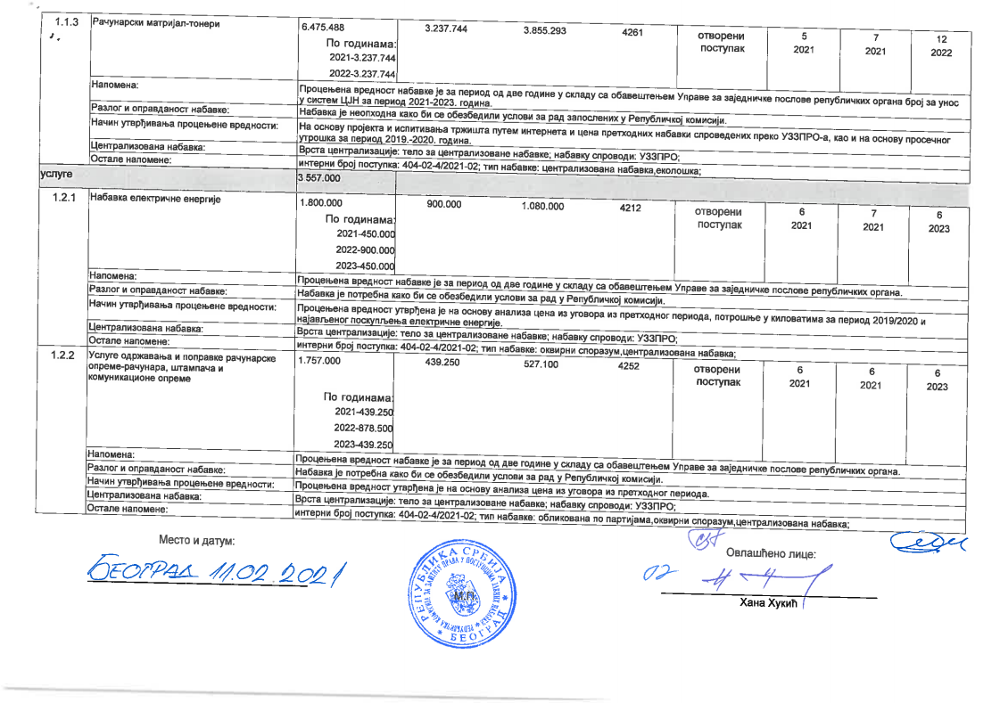 1.1.3 Рачунарски матријал-тонери 6.475.488 3.237.744 3.855.293 4261 отворени поступак 5 2021 7 2021 12 2022
По годинама:
2021-3.237.744
2022-3.237.744
Напомена: Процењена вредност набавке је за период од две године у складу са обавештењем Управе за заједничке послове републичких органа број за унос
у систем ЦЈН за период 2021-2023. година.
Разлог и оправданост набавке: Набавка је неопходна како би се обезбедили услови за рад запослених у Републичкој комисији.
Начин утврђивања процењене вредности: На основу пројекта и испитивања тржишта путем интернета и цена претходних набавки спроведених преко УЗЗПРО-а, као и на основу просечног
утрошка за период 2019.-2020. година.
Централизована набавка: Врста централизације: тело за централизоване набавке; набавку спроводи: УЗЗПРО;
Остале напомене: интерни број поступка: 404-02-4/2021-02; тип набавке: централизована набавка,еколошка;
услуге 3 557.000
1.2.1 Набавка електричне енергије 1.800.000 900.000 1.080.000 4212 отворени поступак 6 2021 7 2021 6 2023
По годинама:
2021-450.000
2022-900.000
2023-450.000
Напомена: Процењена вредност набавке је за период од две године у складу са обавештењем Управе за заједничке послове републичких органа.
Разлог и оправданост набавке: Набавка је потребна како би се обезбедили услови за рад у Републичкој комисији.
Начин утврђивања процењене вредности: Процењена вредност утврђена је на основу анализа цена из уговора из претходног периода, потрошње у киловатима за период 2019/2020 и
најављеног поскупљења електричне енергије.
Централизована набавка: Врста централизације: тело за централизоване набавке; набавку спроводи: УЗЗПРО;
Остале напомене: интерни број поступка: 404-02-4/2021-02; тип набавке: оквирни споразум,централизована набавка;
1.2.2 Услуге одржавања и поправке рачунарске 1.757.000 439.250 527.100 4252 отворени поступак 6 2021 6 2021 6 2023
опреме-рачунара, штампача и
комуникационе опреме
По годинама:
2021-439.250
2022-878.500
2023-439.250
Напомена: Процењена вредност набавке је за период од две године у складу са обавештењем Управе за заједничке послове републичких органа.
Разлог и оправданост набавке: Набавка је потребна како би се обезбедили услови за рад у Републичкој комисији.
Начин утврђивања процењене вредности: Процењена вредност утврђена је на основу анализа цена из уговора из претходног периода.
Централизована набавка: Врста централизације: тело за централизоване набавке; набавку спроводи: УЗЗПРО;
Остале напомене: интерни број поступка: 404-02-4/2021-02; тип набавке: обликована по партијама,оквирни споразум,централизована набавка;
Место и датум:
БЕОГРАД 11.02.2021
РЕПУБЛИКА СРБИЈА
РЕПУБЛИЧКА КОМИСИЈА ЗА ЗАШТИТУ ПРАВА У ПОСТУПЦИМА ЈАВНИХ НАБАВКИ
М.П.
БЕОГРАД
Овлашћено лице:
02
Хана Хукић